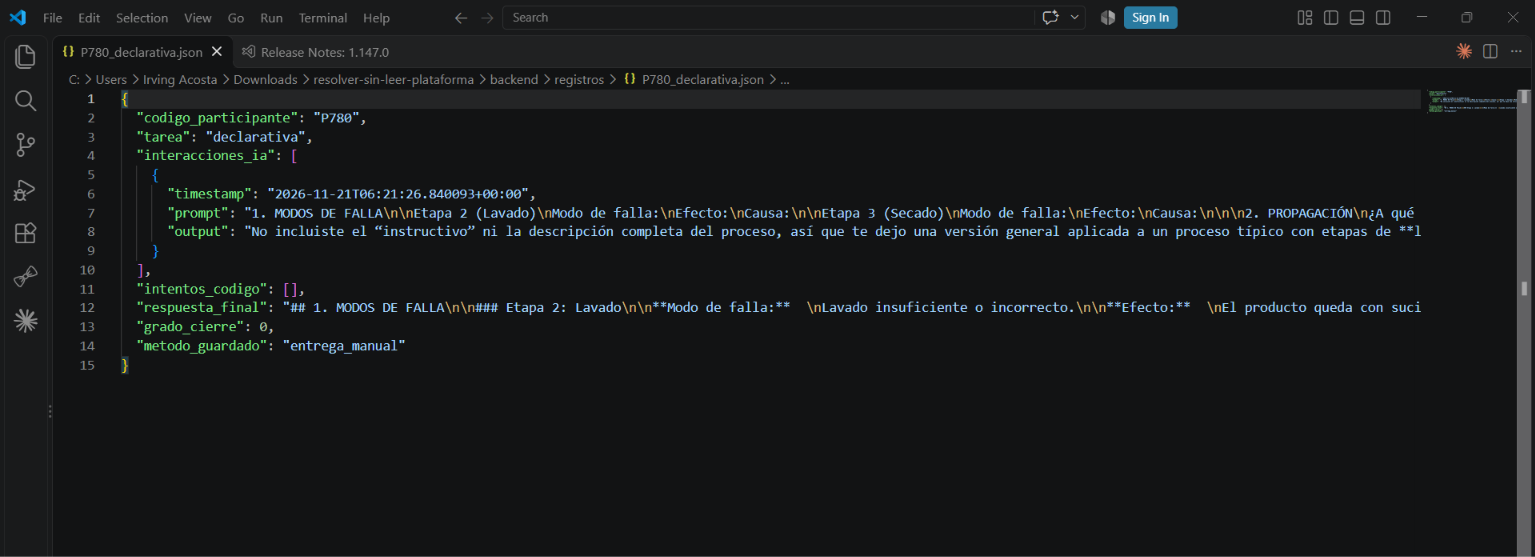 File Edit Selection View Go Run Terminal Help Search Sign In
{} P780_declarativa.json Release Notes: 1.147.0
C: > Users > Irving Acosta > Downloads > resolver-sin-leer-plataforma > backend > registros > {} P780_declarativa.json > ...
1 {
2 "codigo_participante": "P780",
3 "tarea": "declarativa",
4 "interacciones_ia": [
5 {
6 "timestamp": "2026-11-21T06:21:26.840093+00:00",
7 "prompt": "1. MODOS DE FALLA\n\nEtapa 2 (Lavado)\nModo de falla:\nEfecto:\nCausa:\n\nEtapa 3 (Secado)\nModo de falla:\nEfecto:\nCausa:\n\n\n2. PROPAGACIÓN\n¿A qué
8 "output": "No incluiste el “instructivo” ni la descripción completa del proceso, así que te dejo una versión general aplicada a un proceso típico con etapas de **l
9 }
10 ],
11 "intentos_codigo": [],
12 "respuesta_final": "## 1. MODOS DE FALLA\n\n### Etapa 2: Lavado\n\n**Modo de falla:**  \nLavado insuficiente o incorrecto.\n\n**Efecto:**  \nEl producto queda con suci
13 "grado_cierre": 0,
14 "metodo_guardado": "entrega_manual"
15 }